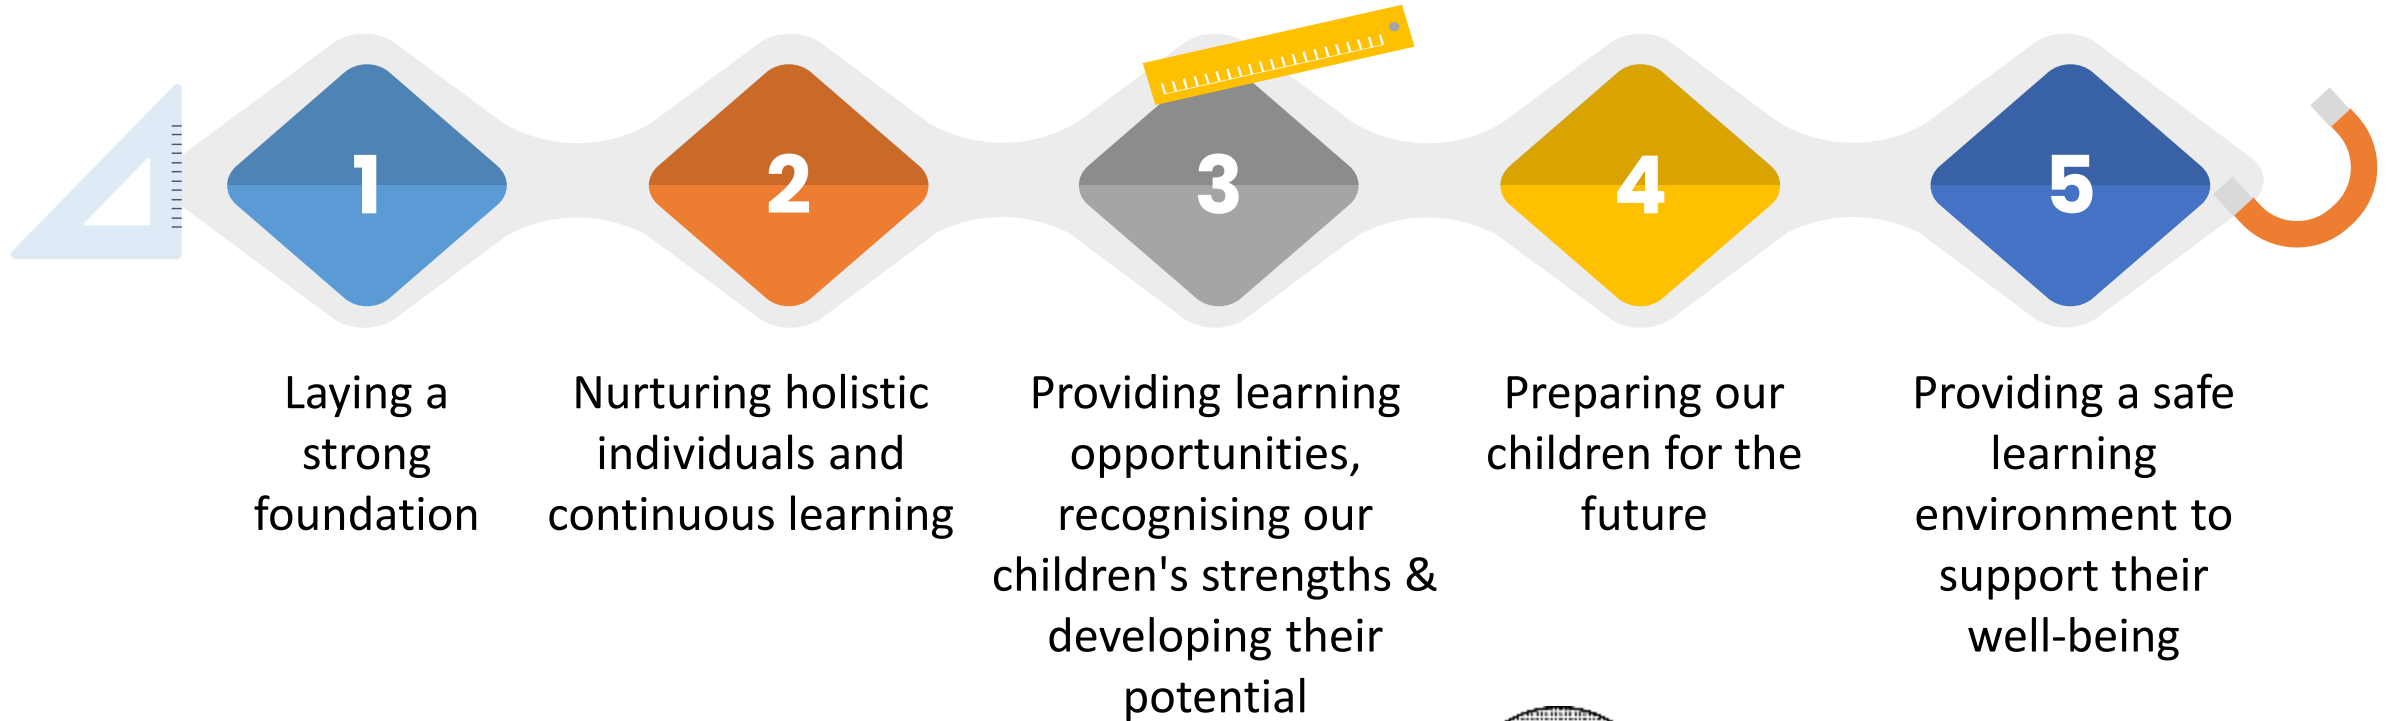 1
2
3
4
5
Laying a
strong
foundation
Nurturing holistic
individuals and
continuous learning
Providing learning
opportunities,
recognising our
children's strengths &
developing their
potential
Preparing our
children for the
future
Providing a safe
learning
environment to
support their
well-being